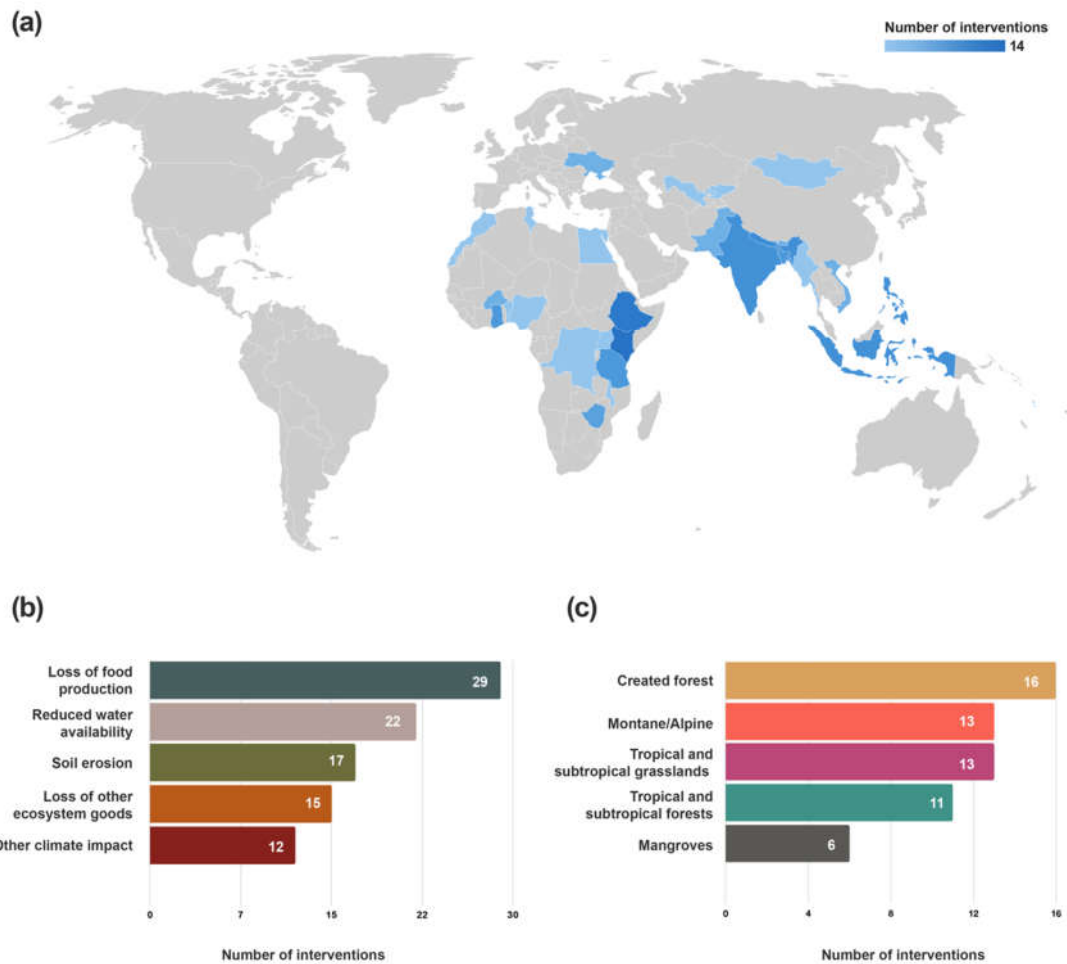 (a)
Number of interventions
14
(b)
Loss of food
production
29
Reduced water
availability
22
Soil erosion
17
Loss of other
ecosystem goods
15
Other climate impact
12
0
7
15
22
30
Number of interventions
(c)
Created forest
16
Montane/Alpine
13
Tropical and
subtropical grasslands
13
Tropical and
subtropical forests
11
Mangroves
6
0
4
8
12
16
Number of interventions